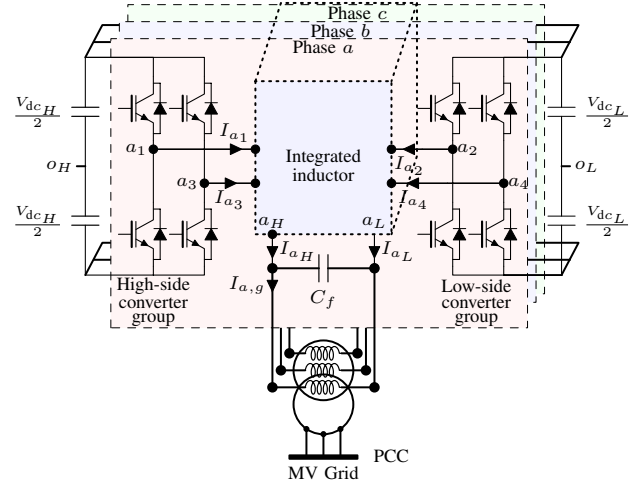 Phase c
Phase b
Phase a
V_dc_H / 2
V_dc_L / 2
I_a1
a_1
a_2
Integrated
inductor
I_a2
o_H
o_L
a_3
a_4
I_a3
I_a4
V_dc_H / 2
V_dc_L / 2
a_H
a_L
I_a_H
I_a_L
High-side
converter
group
I_a,g
C_f
Low-side
converter
group
PCC
MV Grid